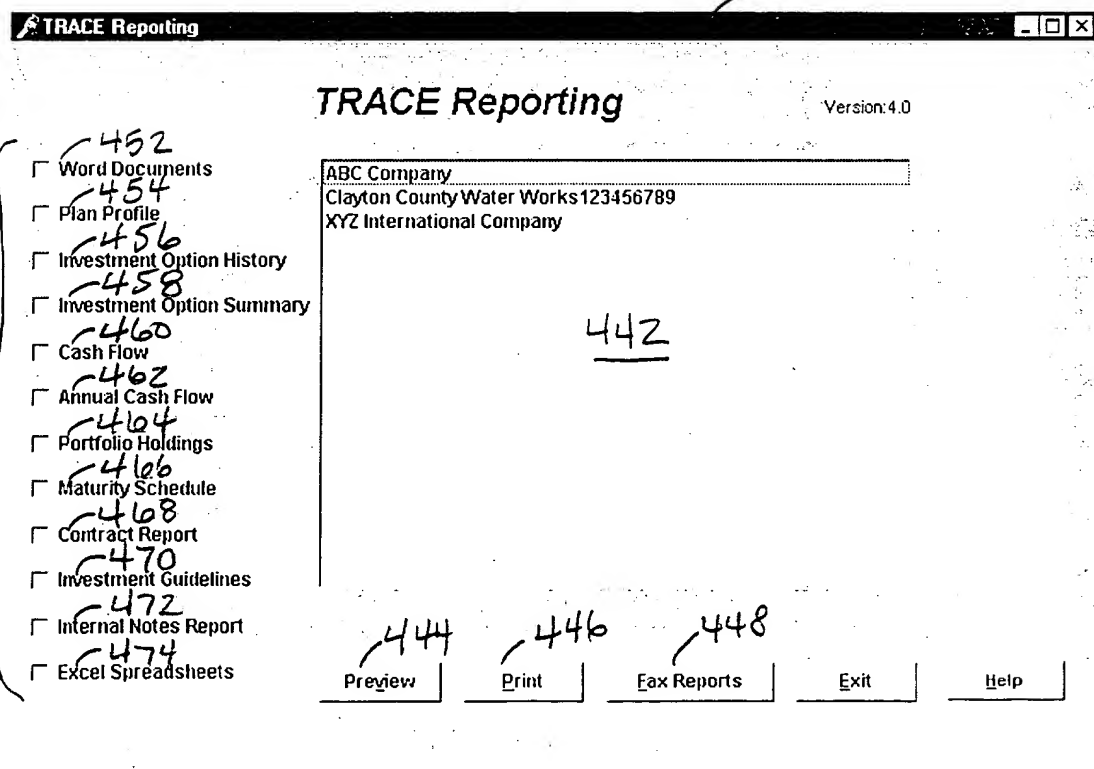 TRACE Reporting
TRACE Reporting
Version:4.0
452
Word Documents
454
Plan Profile
456
Investment Option History
458
Investment Option Summary
460
Cash Flow
462
Annual Cash Flow
464
Portfolio Holdings
466
Maturity Schedule
468
Contract Report
470
Investment Guidelines
472
Internal Notes Report
474
Excel Spreadsheets
ABC Company
Clayton County Water Works123456789
XYZ International Company
442
444
446
448
Preview
Print
Fax Reports
Exit
Help